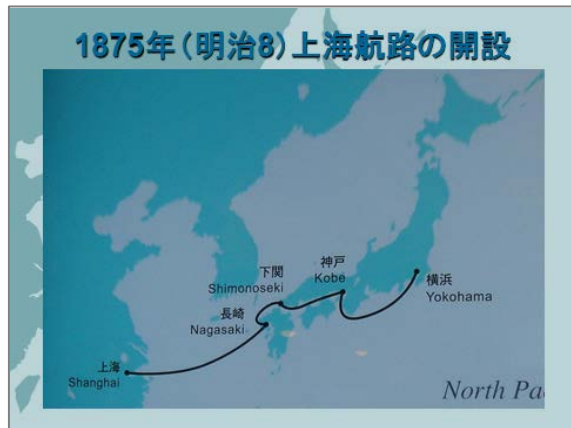 1875年(明治8)上海航路の開設
神戸
Kobe
下関
Shimonoseki
横浜
Yokohama
長崎
Nagasaki
上海
Shanghai
North Pa